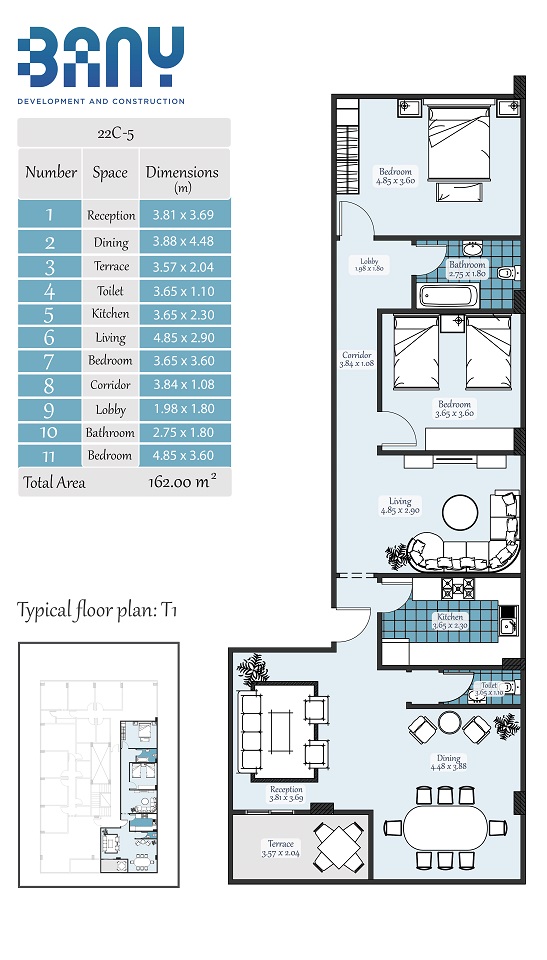 BANY
DEVELOPMENT AND CONSTRUCTION
22C-5
Number Space Dimensions (m)
1 Reception 3.81 x 3.69
2 Dining 3.88 x 4.48
3 Terrace 3.57 x 2.04
4 Toilet 3.65 x 1.10
5 Kitchen 3.65 x 2.30
6 Living 4.85 x 2.90
7 Bedroom 3.65 x 3.60
8 Corridor 3.84 x 1.08
9 Lobby 1.98 x 1.80
10 Bathroom 2.75 x 1.80
11 Bedroom 4.85 x 3.60
Total Area 162.00 m²
Typical floor plan: T1
Bedroom
4.85 x 3.60
Lobby
1.98 x 1.80
Bathroom
2.75 x 1.80
Corridor
3.84 x 1.08
Bedroom
3.65 x 3.60
Living
4.85 x 2.90
Kitchen
3.65 x 2.30
Toilet
3.65 x 1.10
Dining
4.48 x 3.88
Reception
3.81 x 3.69
Terrace
3.57 x 2.04